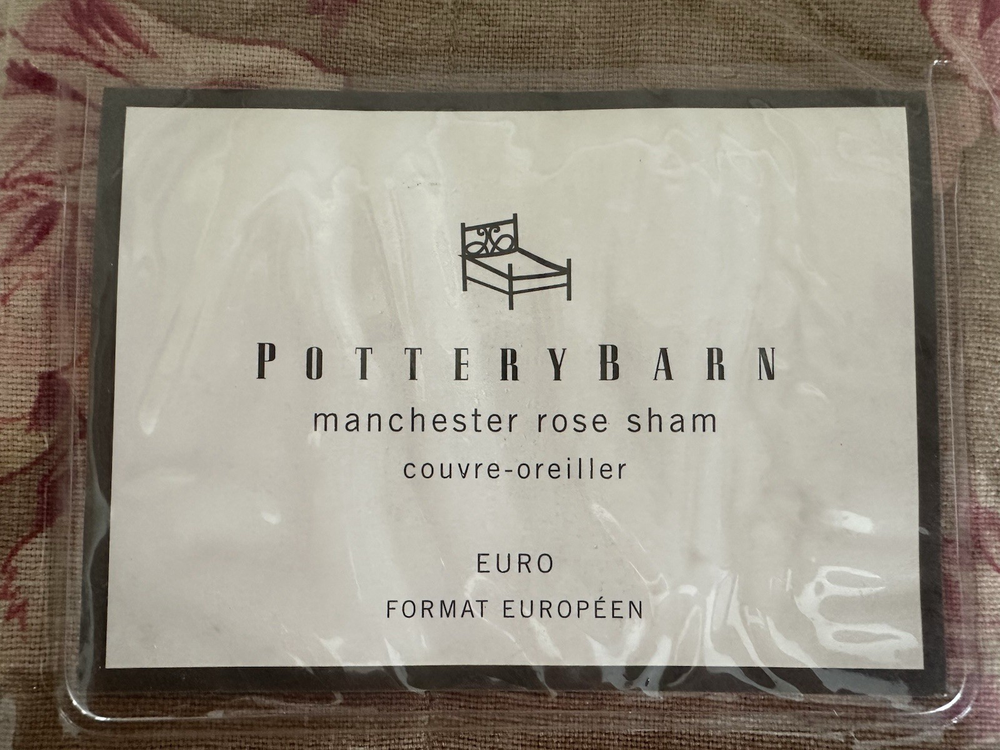 POTTERYBARN
manchester rose sham
couvre-oreiller
EURO
FORMAT EUROPÉEN